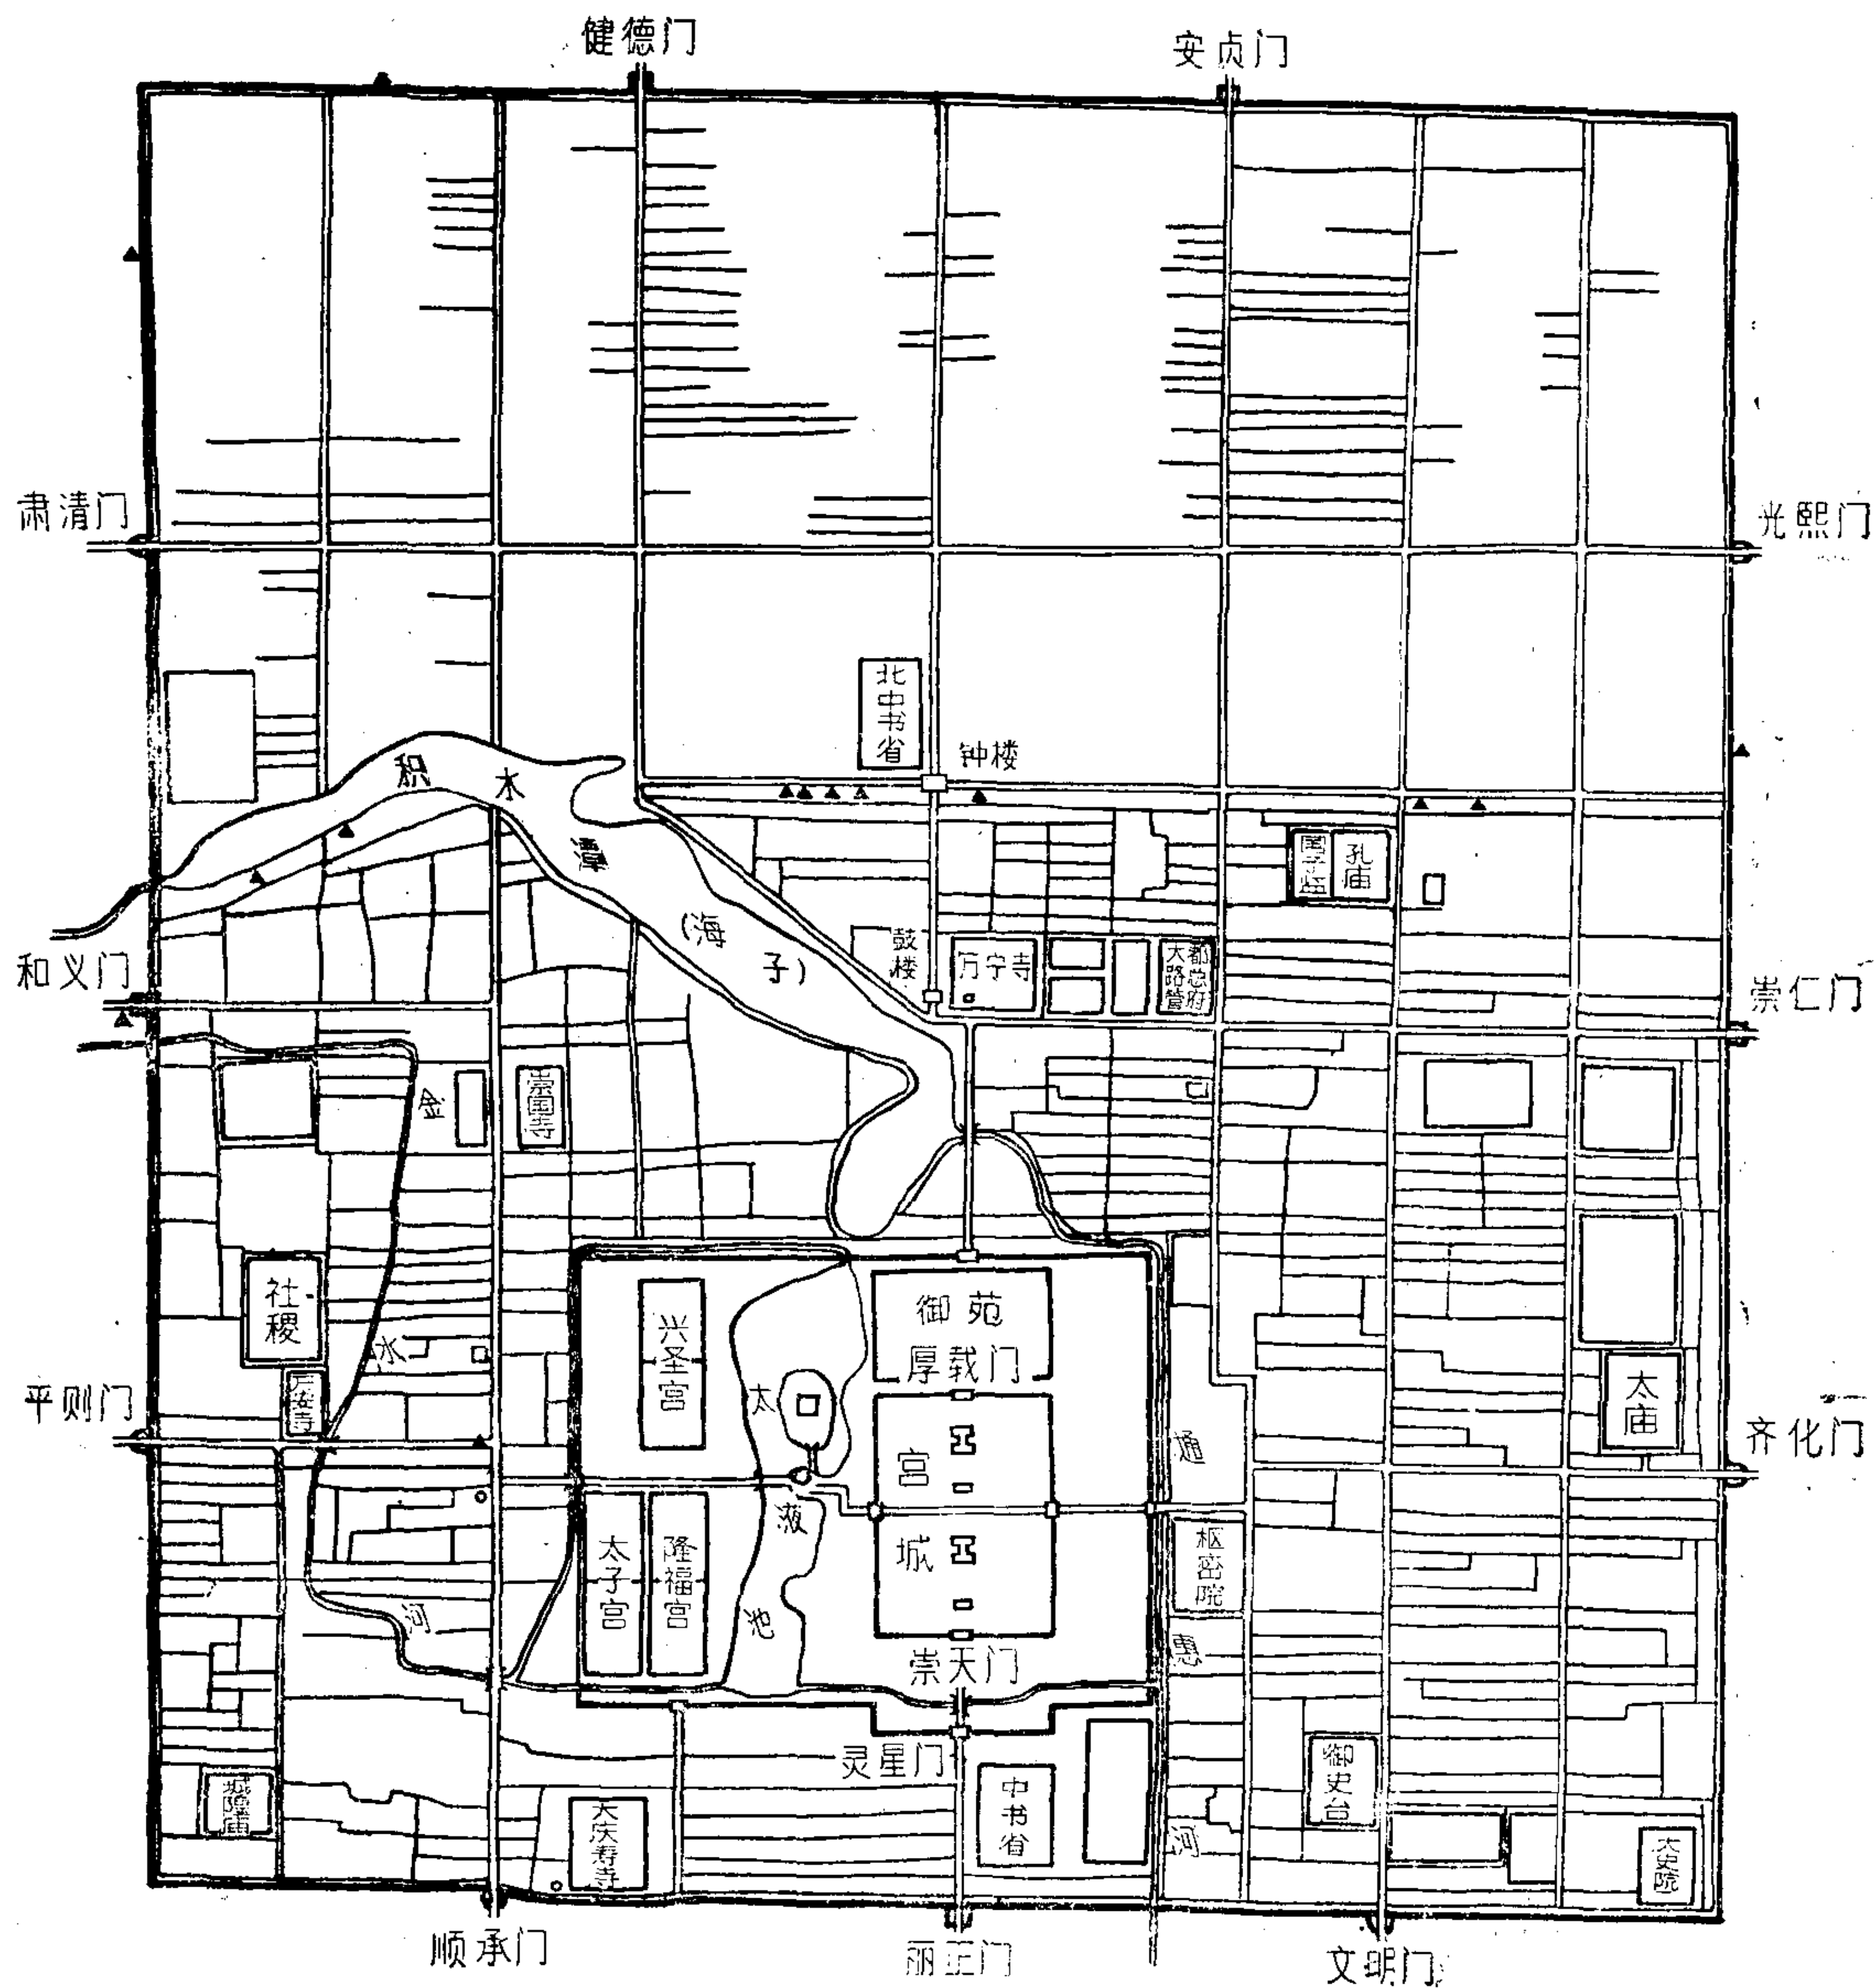 健德门
安贞门
肃清门
光熙门
北中书省
钟楼
积水潭
(海子)
国子监
孔庙
鼓楼
万宁寺
大都路总管府
和义门
崇仁门
金水河
崇国寺
社稷
兴圣宫
御苑
厚载门
太液池
太庙
平则门
齐化门
宫城
通惠河
太子宫
隆福宫
枢密院
崇天门
灵星门
御史台
中书省
城隍庙
大庆寿寺
太史院
顺承门
丽正门
文明门